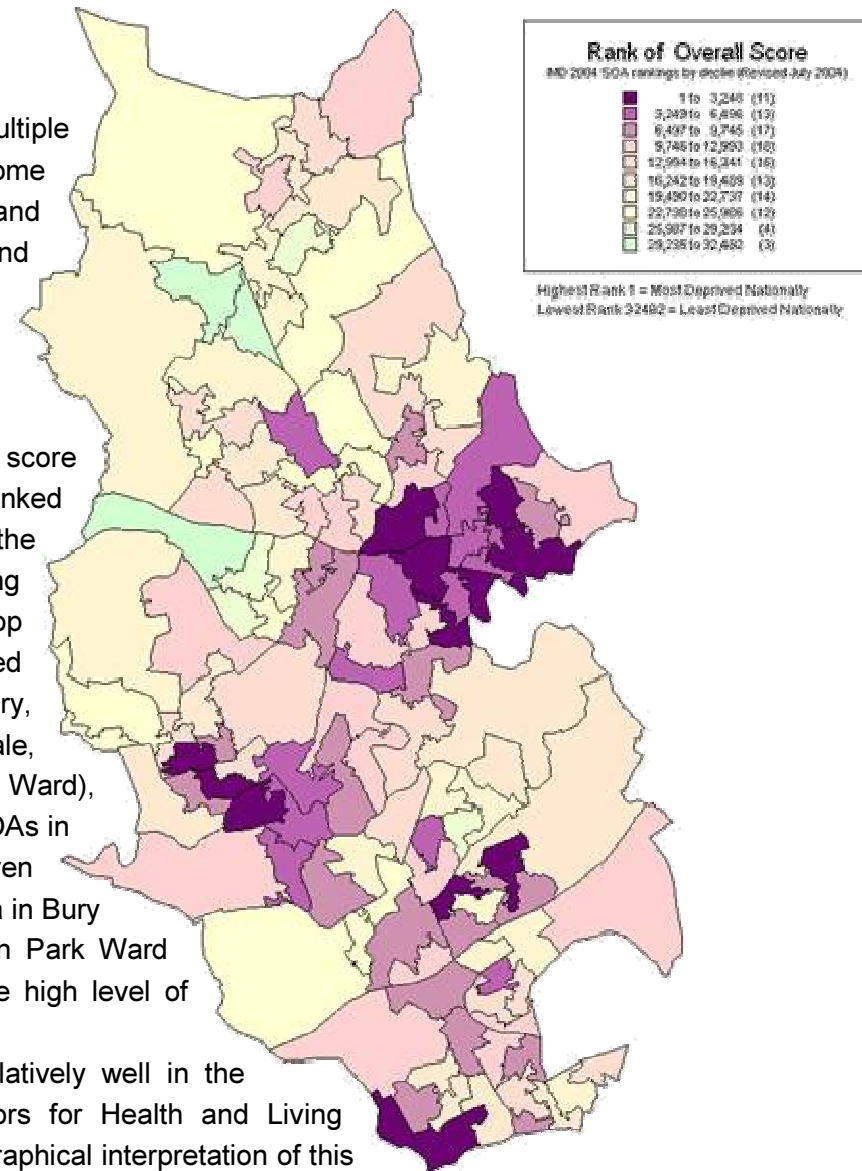 ultiple
ome
and
nd
score
nked
the
ng
op
ed
ry,
ale,
Ward),
OAs in
ven
a in Bury
n Park Ward
e high level of
latively well in the
ors for Health and Living
raphical interpretation of this
Rank of Overall Score
IMD 2004 SOA rankings by decile (Revised July 2004)
1 to 3,248 (11)
3,249 to 6,496 (13)
6,497 to 9,745 (17)
9,746 to 12,993 (18)
12,994 to 16,241 (16)
16,242 to 19,489 (13)
19,490 to 22,737 (14)
22,738 to 25,986 (12)
25,987 to 29,234 (4)
29,235 to 32,482 (3)
Highest Rank 1 = Most Deprived Nationally
Lowest Rank 32482 = Least Deprived Nationally